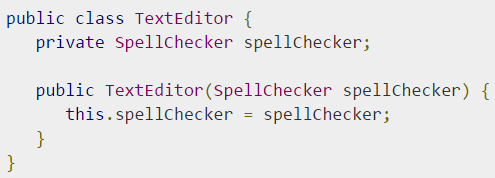 public class TextEditor {
   private SpellChecker spellChecker;

   public TextEditor(SpellChecker spellChecker) {
      this.spellChecker = spellChecker;
   }
}